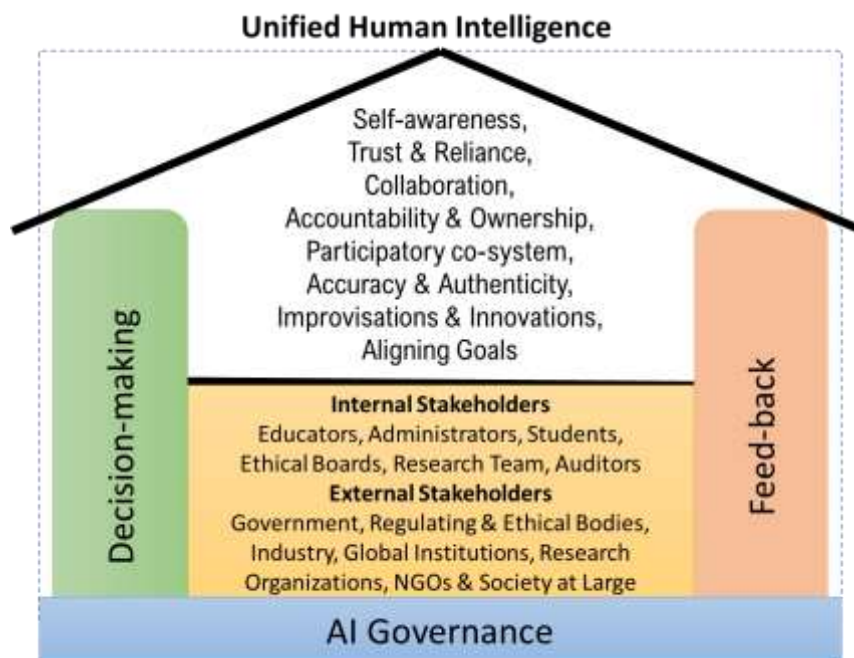 Unified Human Intelligence
Self-awareness,
Trust & Reliance,
Collaboration,
Accountability & Ownership,
Participatory co-system,
Accuracy & Authenticity,
Improvisations & Innovations,
Aligning Goals
Decision-making
Internal Stakeholders
Educators, Administrators, Students,
Ethical Boards, Research Team, Auditors
External Stakeholders
Government, Regulating & Ethical Bodies,
Industry, Global Institutions, Research
Organizations, NGOs & Society at Large
Feed-back
AI Governance